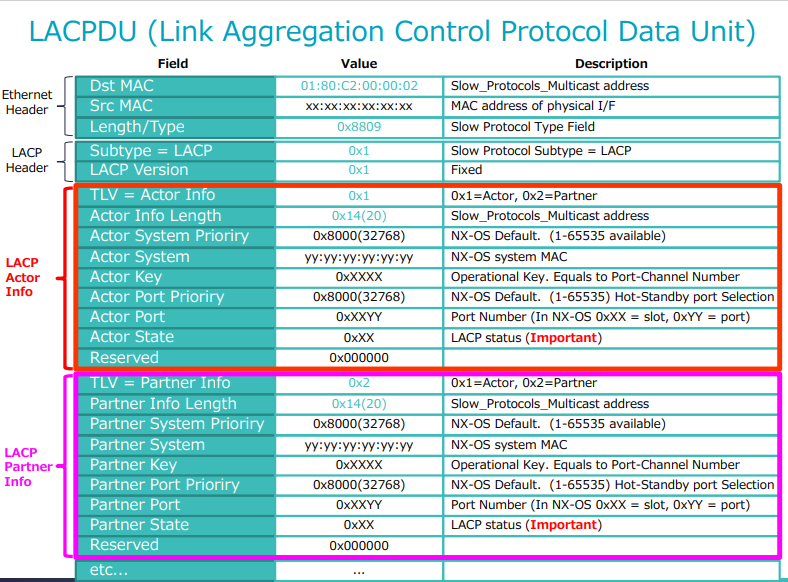 LACPDU (Link Aggregation Control Protocol Data Unit)
Field Value Description
Ethernet Header
Dst MAC 01:80:C2:00:00:02 Slow_Protocols_Multicast address
Src MAC xx:xx:xx:xx:xx:xx MAC address of physical I/F
Length/Type 0x8809 Slow Protocol Type Field
LACP Header
Subtype = LACP 0x1 Slow Protocol Subtype = LACP
LACP Version 0x1 Fixed
LACP Actor Info
TLV = Actor Info 0x1 0x1=Actor, 0x2=Partner
Actor Info Length 0x14(20) Slow_Protocols_Multicast address
Actor System Prioriry 0x8000(32768) NX-OS Default. (1-65535 available)
Actor System yy:yy:yy:yy:yy:yy NX-OS system MAC
Actor Key 0xXXXX Operational Key. Equals to Port-Channel Number
Actor Port Prioriry 0x8000(32768) NX-OS Default. (1-65535) Hot-Standby port Selection
Actor Port 0xXXYY Port Number (In NX-OS 0xXX = slot, 0xYY = port)
Actor State 0xXX LACP status (Important)
Reserved 0x000000
LACP Partner Info
TLV = Partner Info 0x2 0x1=Actor, 0x2=Partner
Partner Info Length 0x14(20) Slow_Protocols_Multicast address
Partner System Prioriry 0x8000(32768) NX-OS Default. (1-65535 available)
Partner System yy:yy:yy:yy:yy:yy NX-OS system MAC
Partner Key 0xXXXX Operational Key. Equals to Port-Channel Number
Partner Port Prioriry 0x8000(32768) NX-OS Default. (1-65535) Hot-Standby port Selection
Partner Port 0xXXYY Port Number (In NX-OS 0xXX = slot, 0xYY = port)
Partner State 0xXX LACP status (Important)
Reserved 0x000000
etc... ...